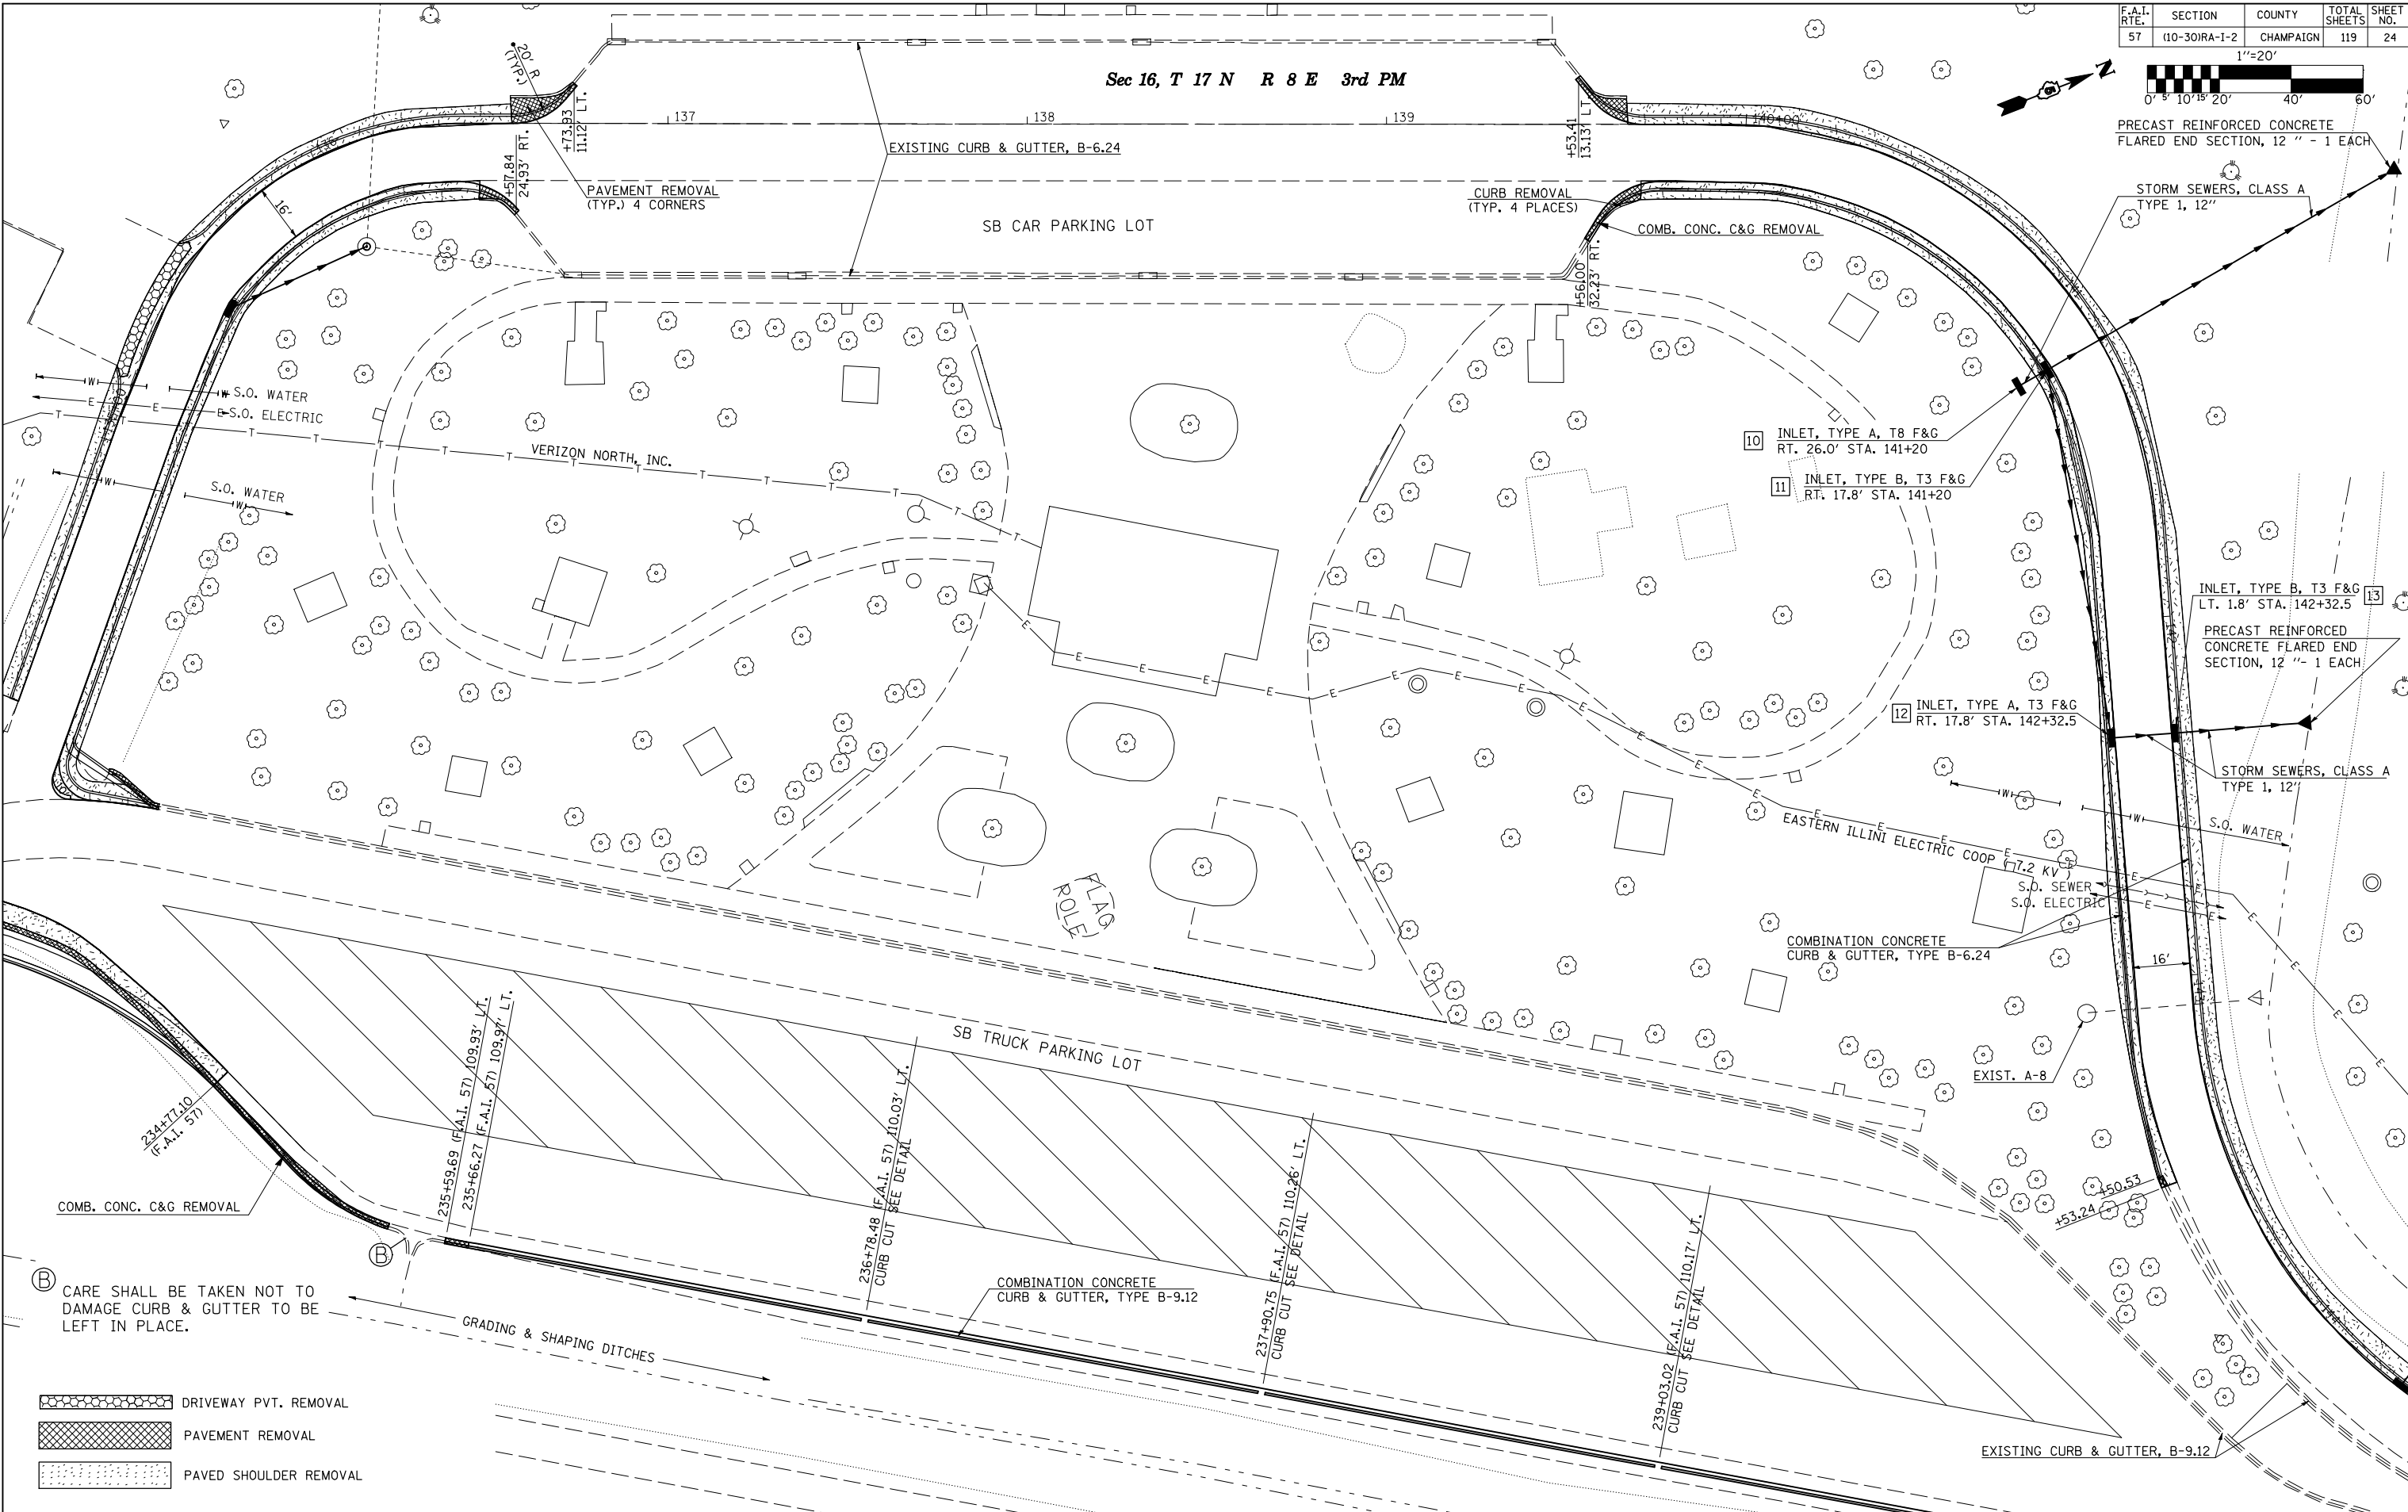 F.A.I. RTE. SECTION COUNTY TOTAL SHEETS SHEET NO.
57 (10-30)RA-I-2 CHAMPAIGN 119 24
1"=20'
0' 5' 10' 15' 20' 40' 60'
N
Sec 16, T 17 N R 8 E 3rd PM
20' R
(TYP.)
+73.93
11.12' LT.
+57.84
24.93' RT.
137
138
139
140+00
+53.41
13.13' LT.
EXISTING CURB & GUTTER, B-6.24
PAVEMENT REMOVAL
(TYP.) 4 CORNERS
16'
SB CAR PARKING LOT
CURB REMOVAL
(TYP. 4 PLACES)
COMB. CONC. C&G REMOVAL
+56.00
32.23' RT.
PRECAST REINFORCED CONCRETE
FLARED END SECTION, 12 " - 1 EACH
STORM SEWERS, CLASS A
TYPE 1, 12"
W S.O. WATER
E E E S.O. ELECTRIC
T T T T T T T T T T T T
VERIZON NORTH, INC.
W S.O. WATER
10 INLET, TYPE A, T8 F&G
RT. 26.0' STA. 141+20
11 INLET, TYPE B, T3 F&G
RT. 17.8' STA. 141+20
INLET, TYPE B, T3 F&G 13
LT. 1.8' STA. 142+32.5
PRECAST REINFORCED
CONCRETE FLARED END
SECTION, 12 "- 1 EACH
12 INLET, TYPE A, T3 F&G
RT. 17.8' STA. 142+32.5
STORM SEWERS, CLASS A
TYPE 1, 12"
W W S.O. WATER
E E E E E E E E E
EASTERN ILLINI ELECTRIC COOP ( 7.2 KV )
S.O. SEWER
S.O. ELECTRIC
FLAG
POLE
COMBINATION CONCRETE
CURB & GUTTER, TYPE B-6.24
16'
EXIST. A-8
SB TRUCK PARKING LOT
234+77.10
(F.A.I. 57)
235+59.69 (F.A.I. 57) 109.93' LT.
235+66.27 (F.A.I. 57) 109.97' LT.
236+78.48 (F.A.I. 57) 110.03' LT.
CURB CUT SEE DETAIL
237+90.75 (F.A.I. 57) 110.26' LT.
CURB CUT SEE DETAIL
239+03.02 (F.A.I. 57) 110.17' LT.
CURB CUT SEE DETAIL
+50.53
+53.24
COMB. CONC. C&G REMOVAL
B
B CARE SHALL BE TAKEN NOT TO
DAMAGE CURB & GUTTER TO BE
LEFT IN PLACE.
COMBINATION CONCRETE
CURB & GUTTER, TYPE B-9.12
GRADING & SHAPING DITCHES
EXISTING CURB & GUTTER, B-9.12
DRIVEWAY PVT. REMOVAL
PAVEMENT REMOVAL
PAVED SHOULDER REMOVAL